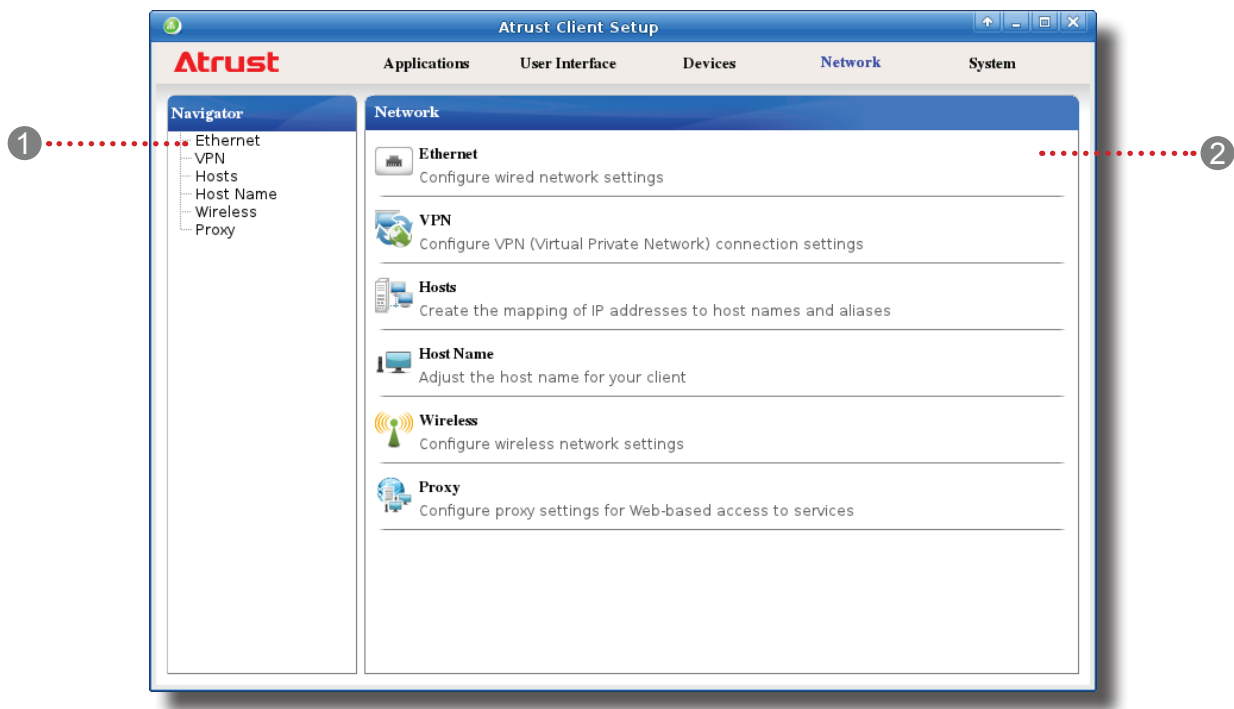 Atrust Client Setup
Atrust Applications User Interface Devices Network System
Navigator
Ethernet
VPN
Hosts
Host Name
Wireless
Proxy
1
Network
Ethernet
Configure wired network settings
VPN
Configure VPN (Virtual Private Network) connection settings
Hosts
Create the mapping of IP addresses to host names and aliases
Host Name
Adjust the host name for your client
Wireless
Configure wireless network settings
Proxy
Configure proxy settings for Web-based access to services
2